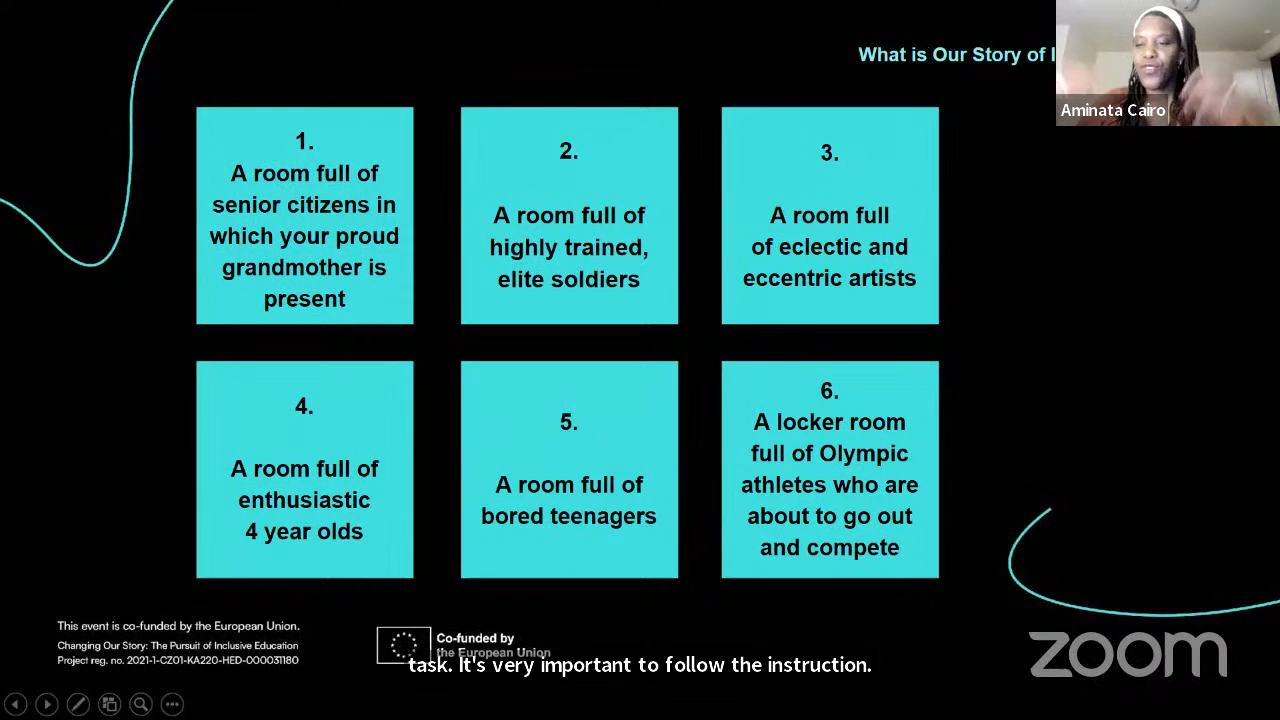 What is Our Story of
Aminata Cairo
1.
A room full of
senior citizens in
which your proud
grandmother is
present
2.
A room full of
highly trained,
elite soldiers
3.
A room full
of eclectic and
eccentric artists
4.
A room full of
enthusiastic
4 year olds
5.
A room full of
bored teenagers
6.
A locker room
full of Olympic
athletes who are
about to go out
and compete
This event is co-funded by the European Union.
Changing Our Story: The Pursuit of Inclusive Education
Project reg. no. 2021-1-CZ01-KA220-HED-000031180
Co-funded by
the European Union
task. It's very important to follow the instruction.
zoom